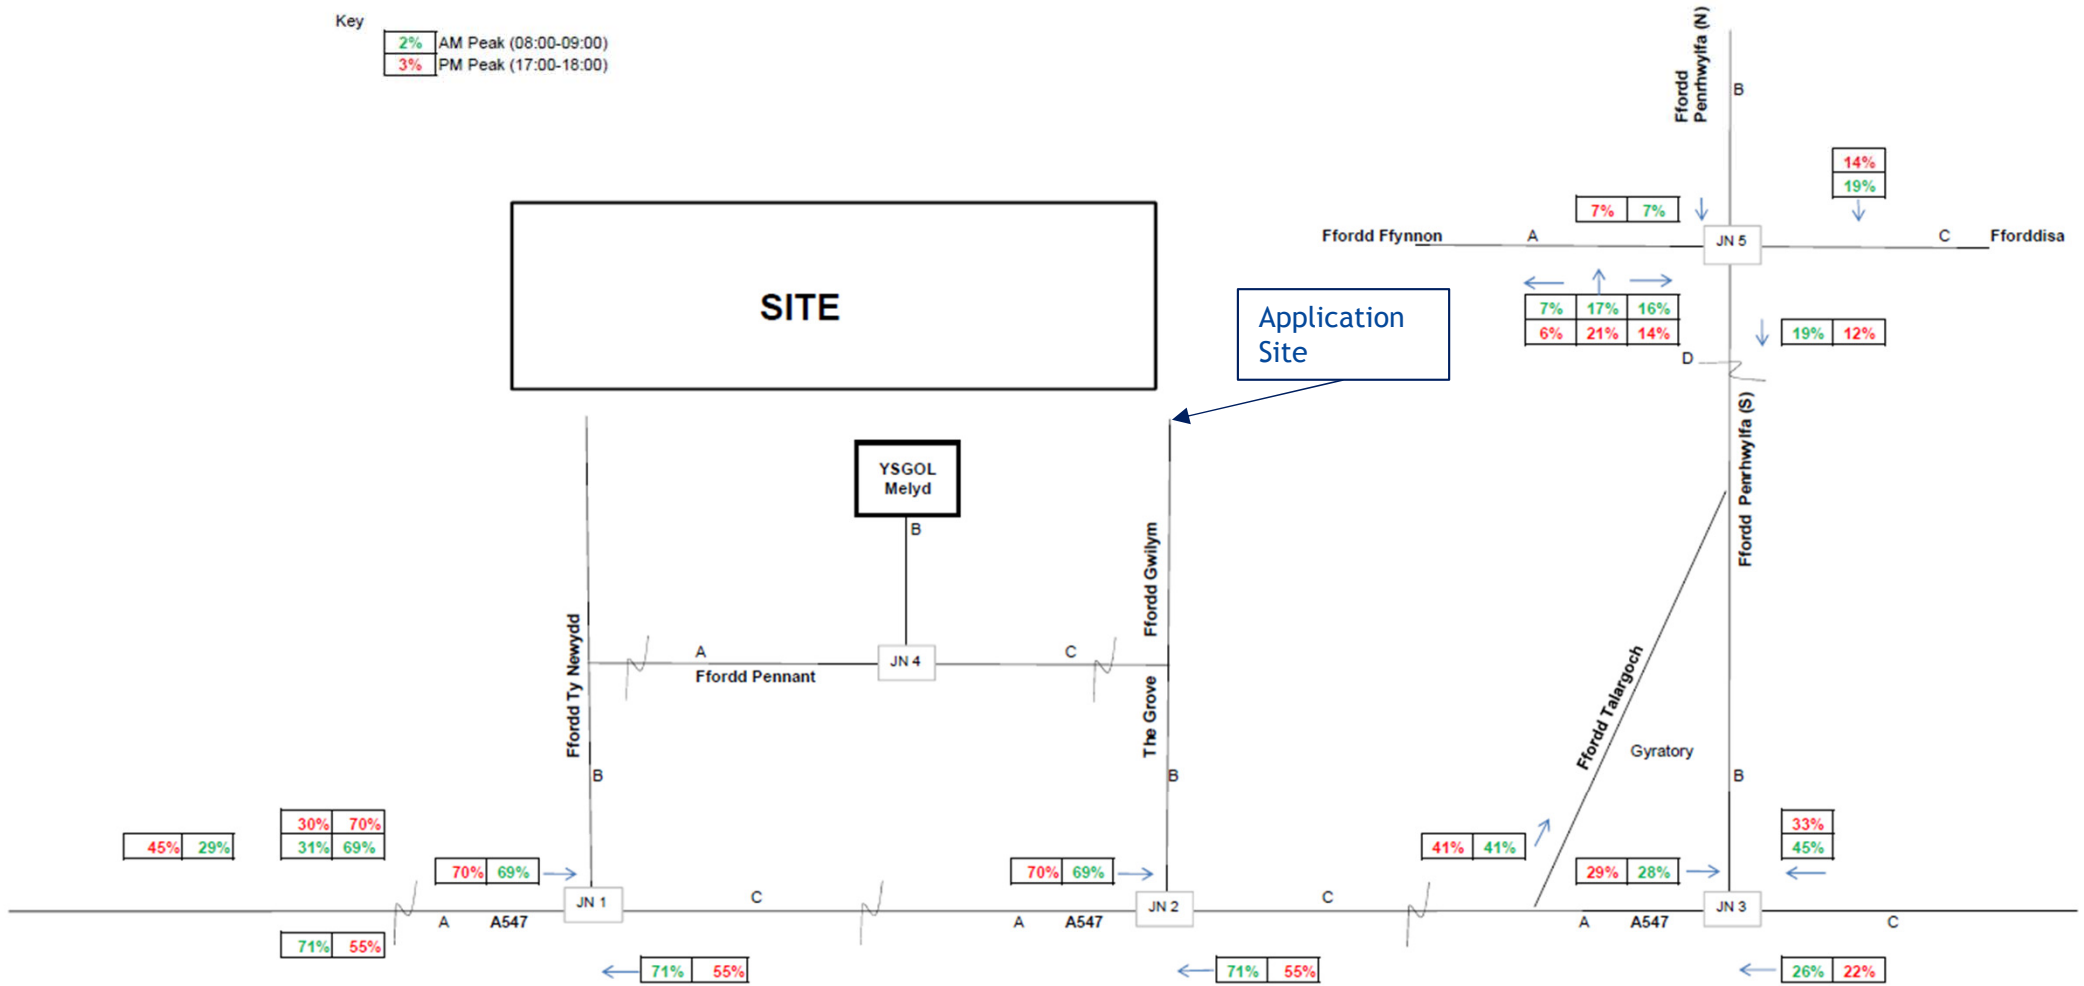 Key
2% AM Peak (08:00-09:00)
3% PM Peak (17:00-18:00)
Ffordd
Penrhwylfa (N)
B
14%
19%
7% 7%
Ffordd Ffynnon A JN 5 C Fforddisa
7% 17% 16%
6% 21% 14%
19% 12%
D
SITE
Application
Site
Ffordd Penrhwylfa (S)
YSGOL
Melyd
B
Ffordd Gwilym
Ffordd Ty Newydd
A JN 4 C
Ffordd Pennant
The Grove
Ffordd Talargoch
Gyratory
B
B
B
30% 70%
45% 29%
31% 69%
70% 69%
70% 69%
41% 41%
29% 28%
33%
45%
JN 1
C
JN 2
C
JN 3
A A547
A A547
A A547
C
71% 55%
71% 55%
71% 55%
26% 22%